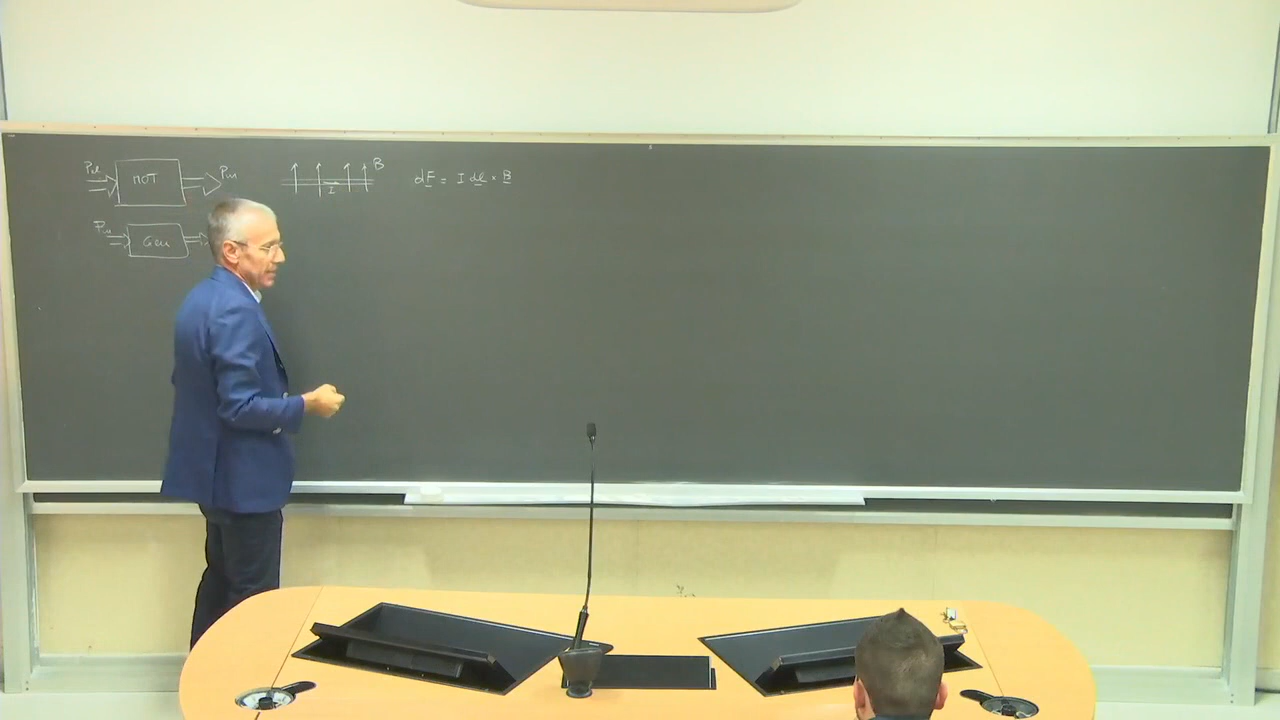 Pel MOT Pm
B
I
dF = I dl × B
Pm Gen